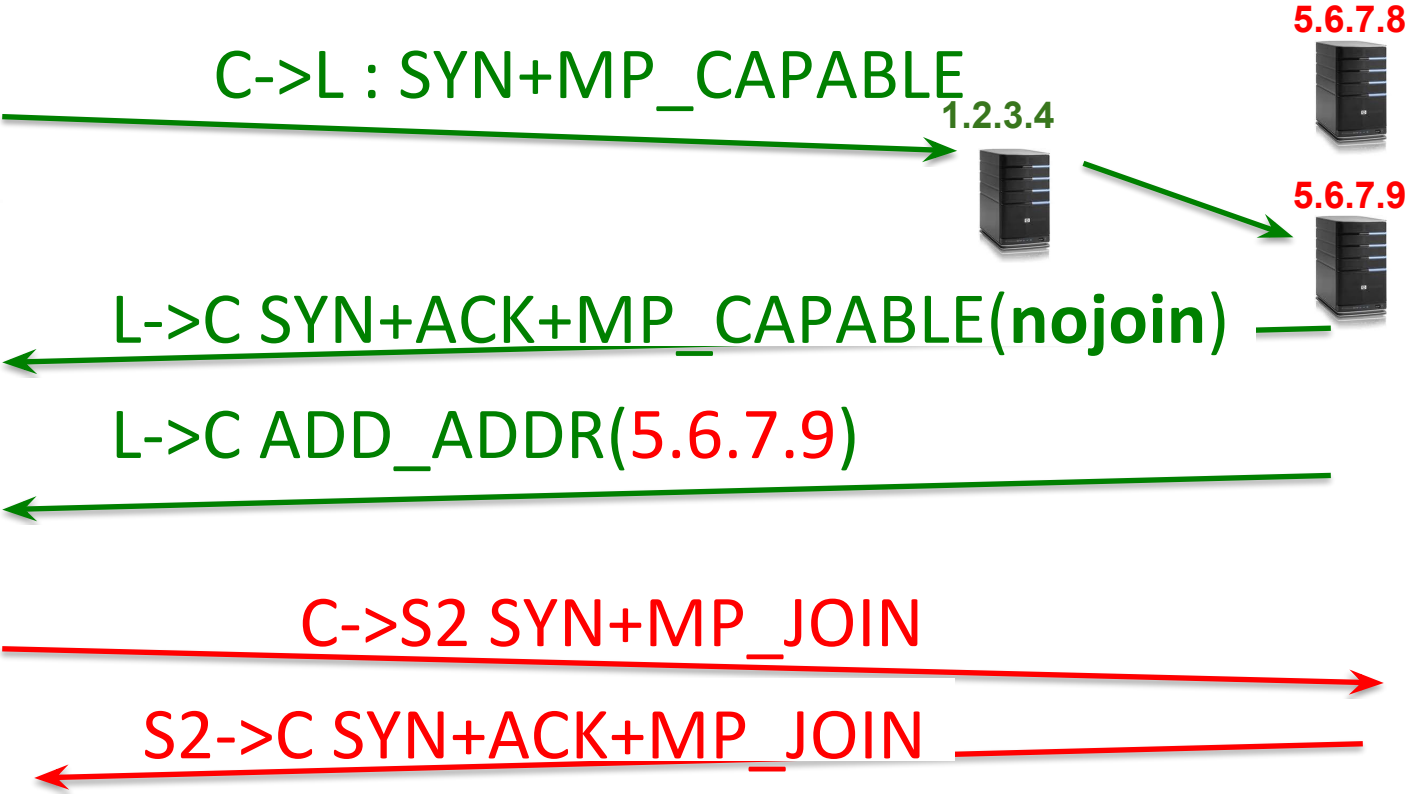 5.6.7.8
C->L : SYN+MP_CAPABLE
1.2.3.4
5.6.7.9
L->C SYN+ACK+MP_CAPABLE(nojoin)
L->C ADD_ADDR(5.6.7.9)
C->S2 SYN+MP_JOIN
S2->C SYN+ACK+MP_JOIN